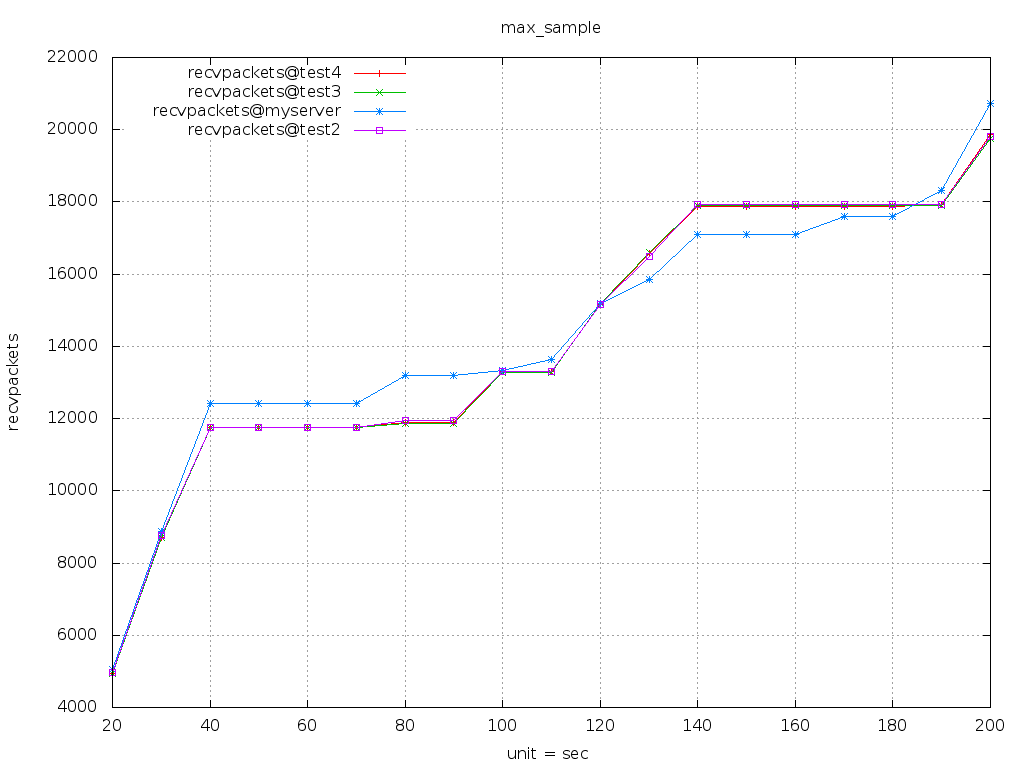 max_sample
22000
20000
18000
16000
14000
12000
10000
8000
6000
4000
recvpackets
recvpackets@test4
recvpackets@test3
recvpackets@myserver
recvpackets@test2
20 40 60 80 100 120 140 160 180 200
unit = sec